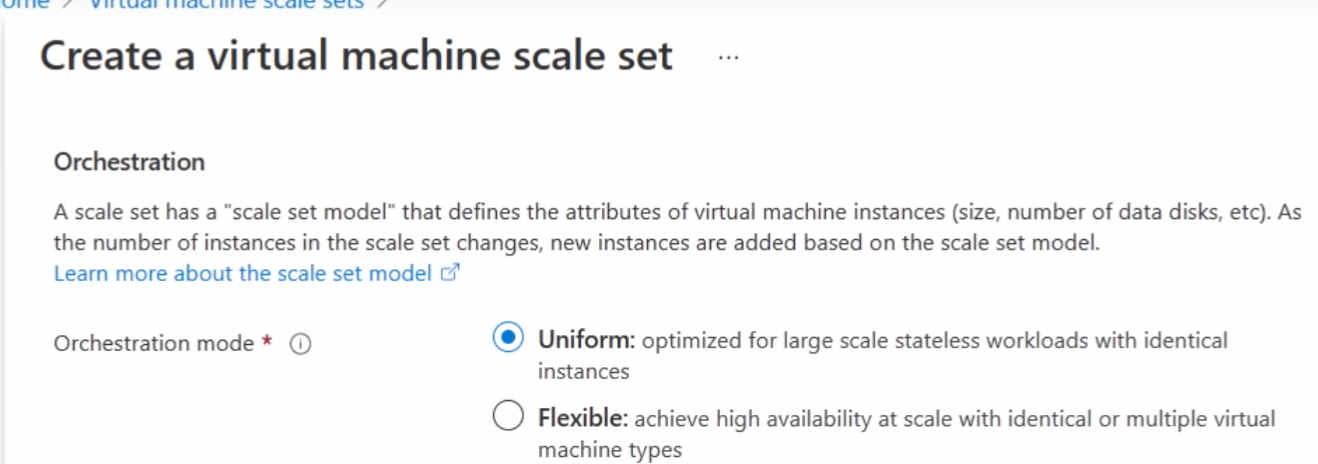 Home > Virtual machine scale sets >
Create a virtual machine scale set ...
Orchestration
A scale set has a "scale set model" that defines the attributes of virtual machine instances (size, number of data disks, etc). As
the number of instances in the scale set changes, new instances are added based on the scale set model.
Learn more about the scale set model
Orchestration mode *
Uniform: optimized for large scale stateless workloads with identical
instances
Flexible: achieve high availability at scale with identical or multiple virtual
machine types